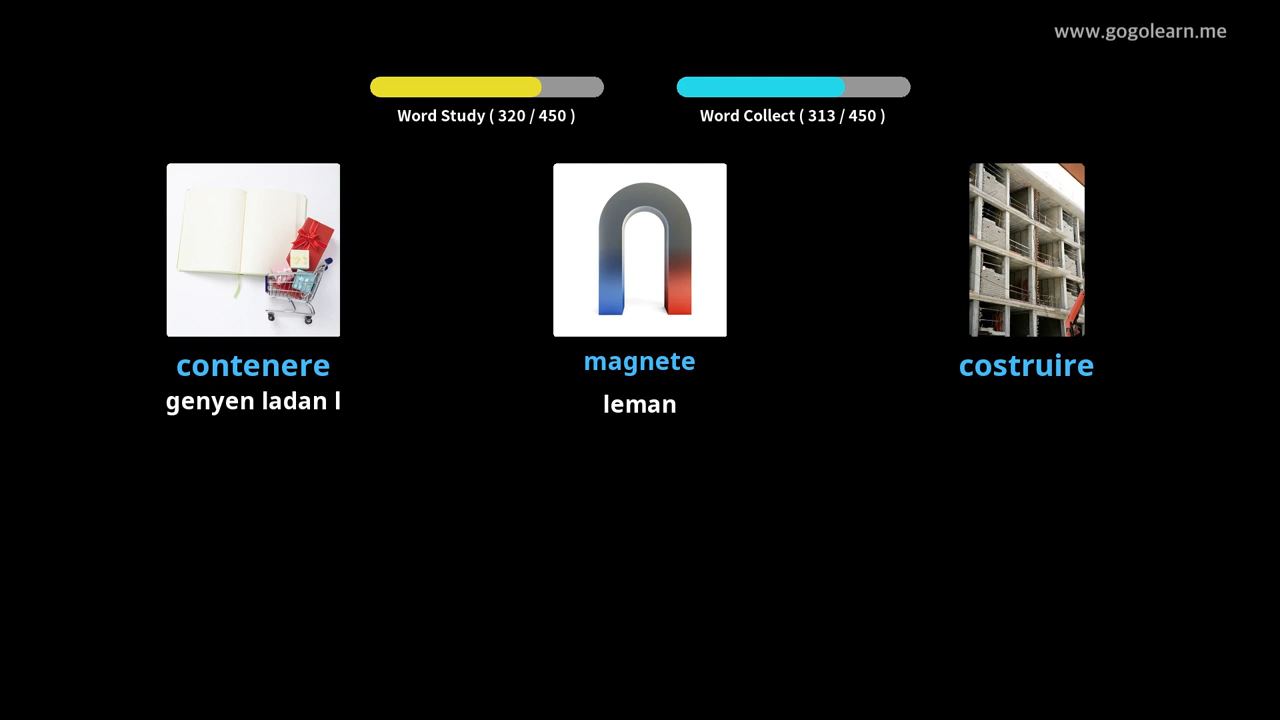 www.gogolearn.me
Word Study ( 320 / 450 )
Word Collect ( 313 / 450 )
contenere
genyen ladan l
magnete
leman
costruire